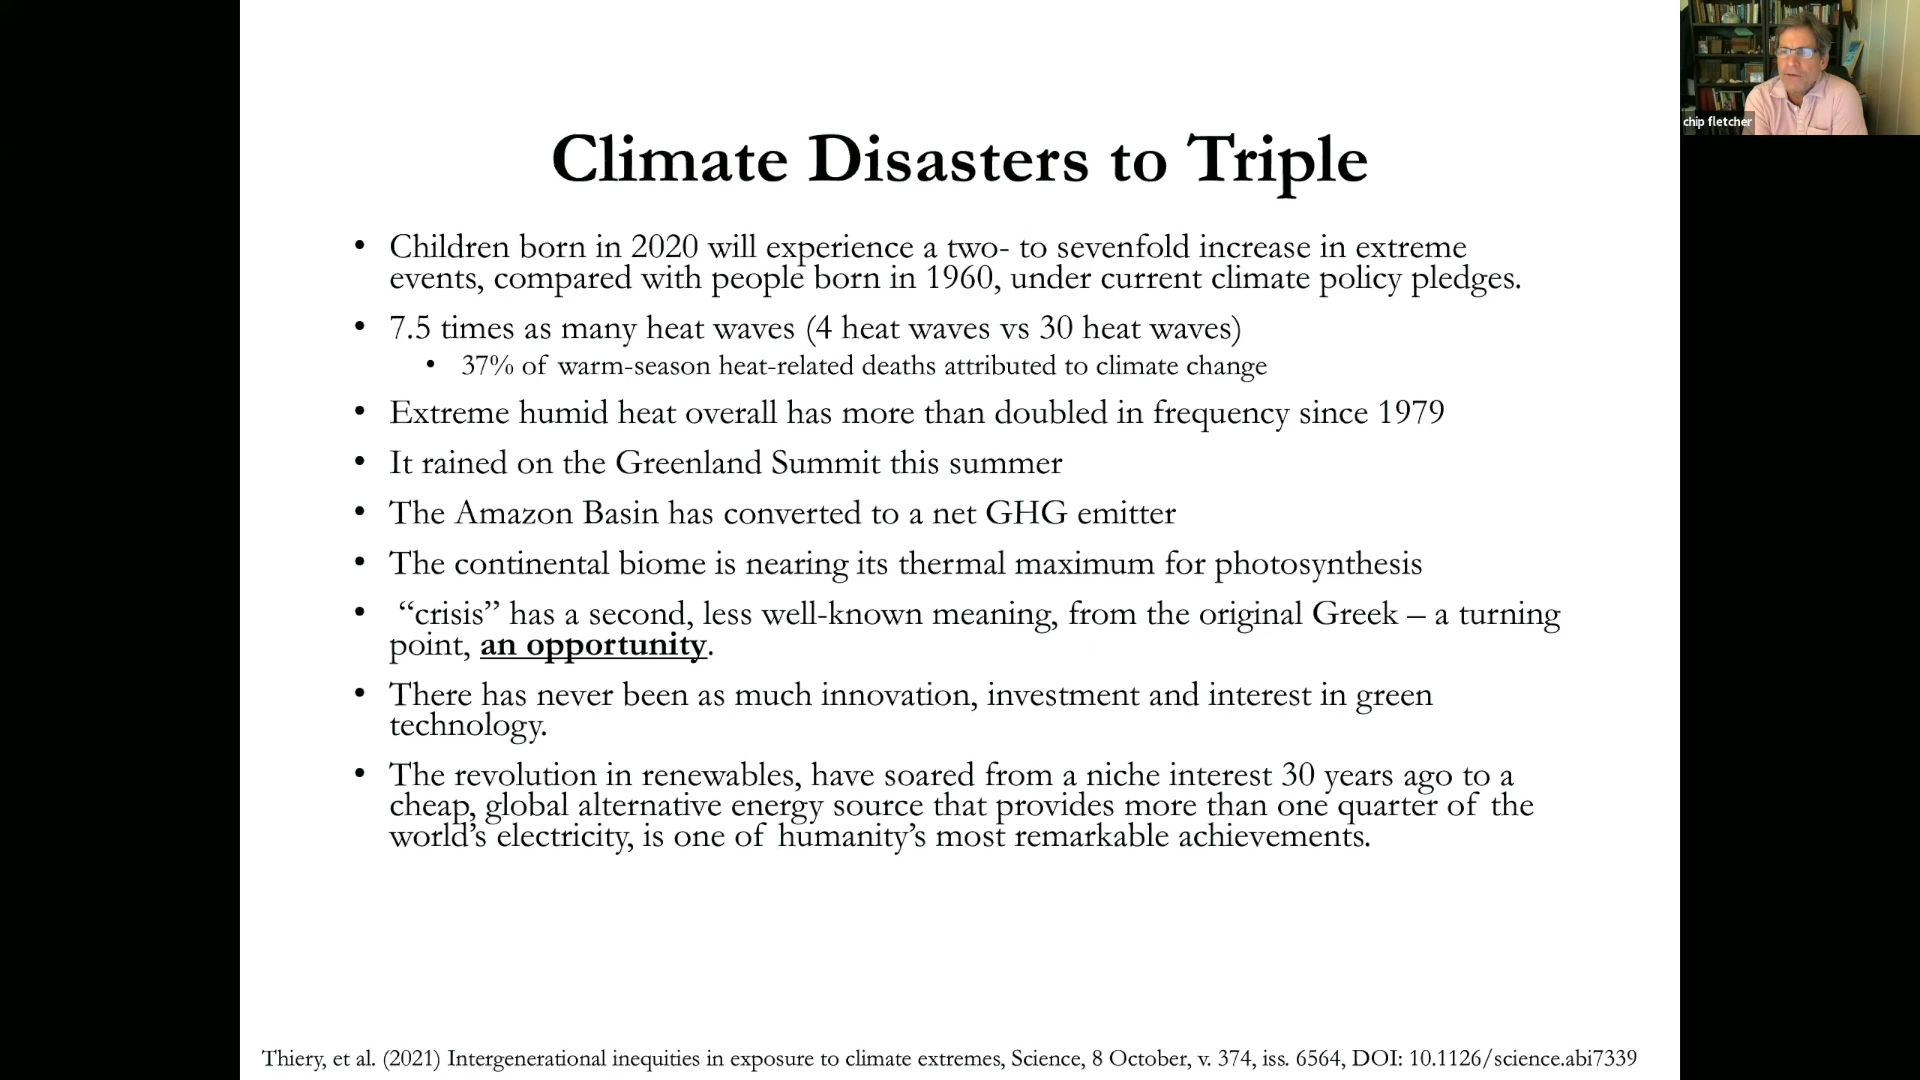 chip fletcher
Climate Disasters to Triple
• Children born in 2020 will experience a two- to sevenfold increase in extreme
events, compared with people born in 1960, under current climate policy pledges.
• 7.5 times as many heat waves (4 heat waves vs 30 heat waves)
• 37% of warm-season heat-related deaths attributed to climate change
• Extreme humid heat overall has more than doubled in frequency since 1979
• It rained on the Greenland Summit this summer
• The Amazon Basin has converted to a net GHG emitter
• The continental biome is nearing its thermal maximum for photosynthesis
• “crisis” has a second, less well-known meaning, from the original Greek – a turning
point, an opportunity.
• There has never been as much innovation, investment and interest in green
technology.
• The revolution in renewables, have soared from a niche interest 30 years ago to a
cheap, global alternative energy source that provides more than one quarter of the
world’s electricity, is one of humanity’s most remarkable achievements.
Thiery, et al. (2021) Intergenerational inequities in exposure to climate extremes, Science, 8 October, v. 374, iss. 6564, DOI: 10.1126/science.abi7339